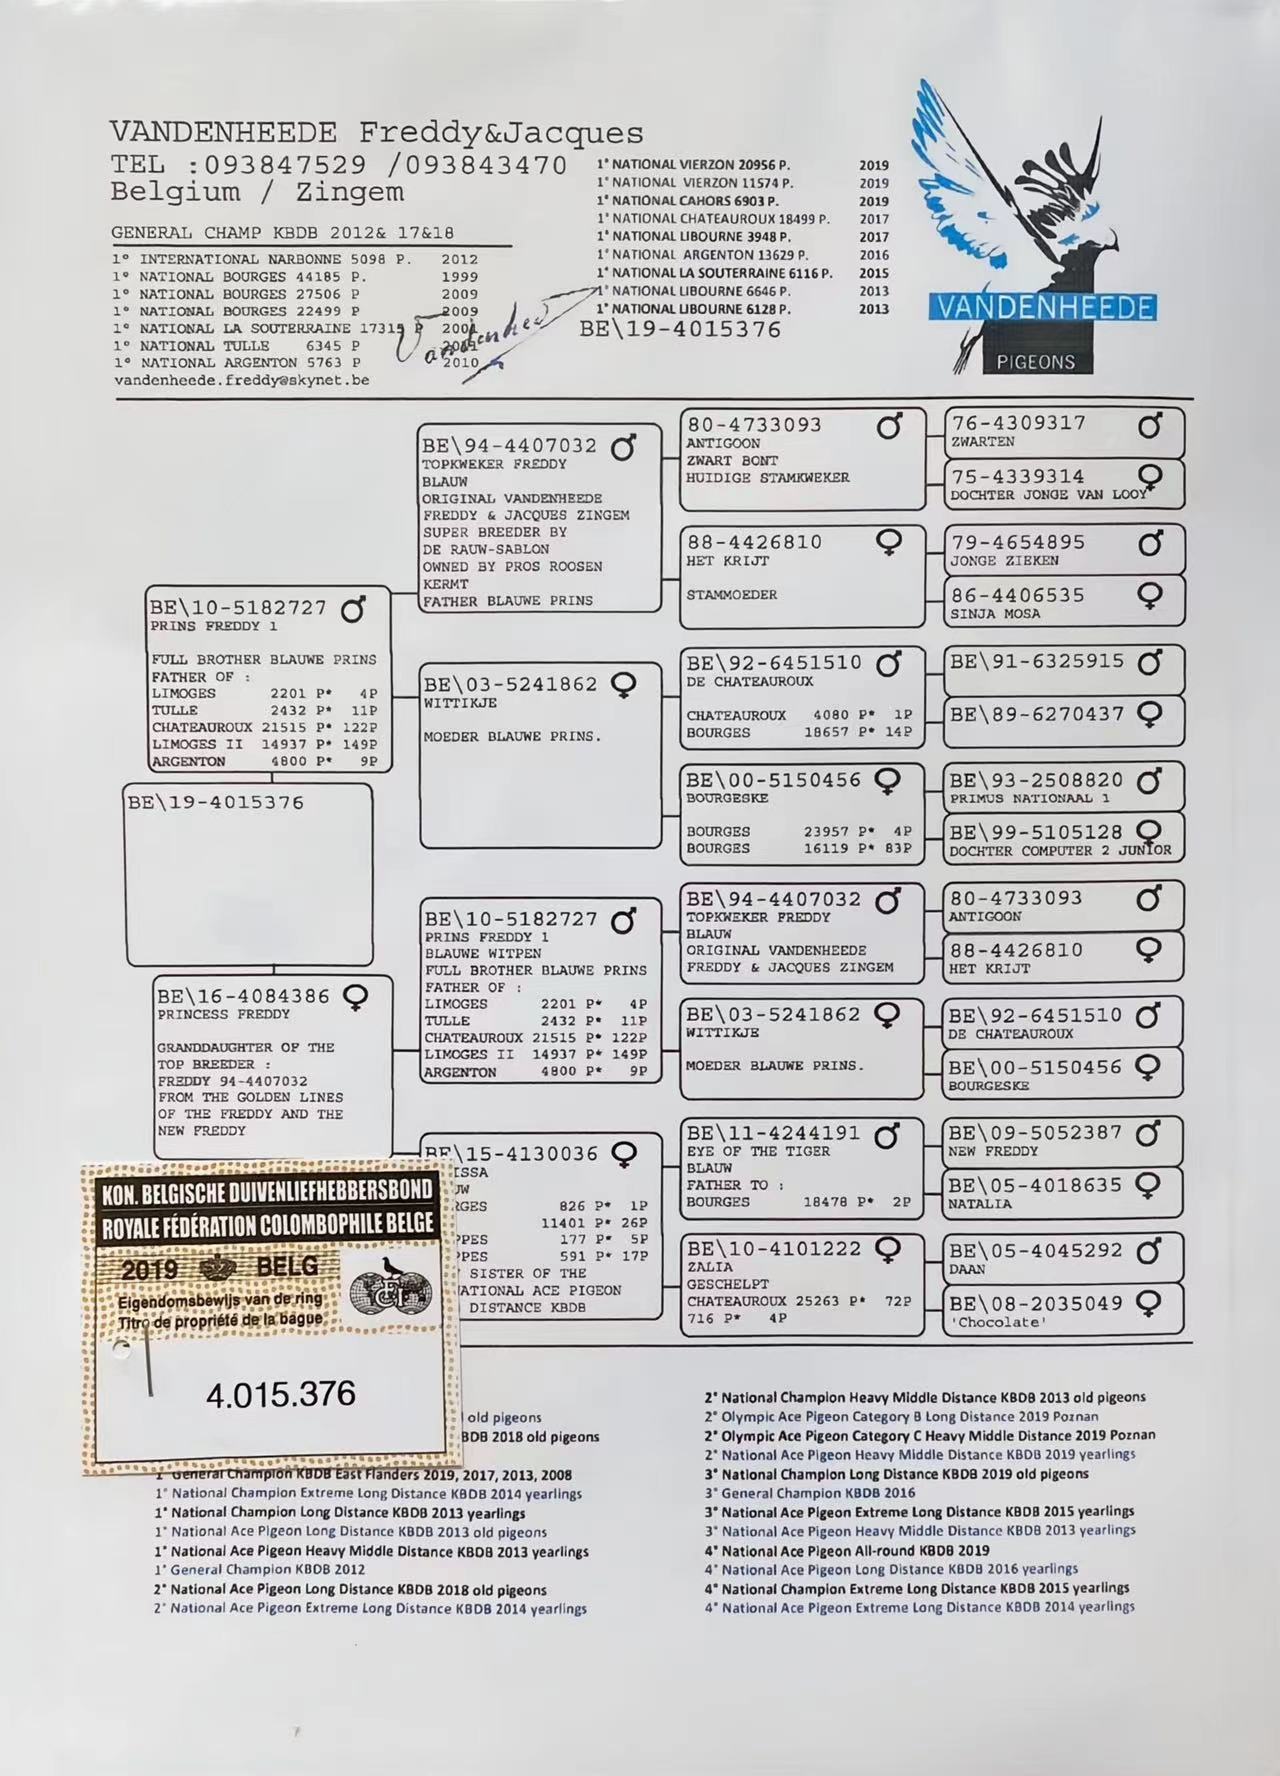 VANDENHEEDE Freddy&Jacques
TEL :093847529 /093843470
Belgium / Zingem
GENERAL CHAMP KBDB 2012& 17&18
1° INTERNATIONAL NARBONNE 5098 P. 2012
1° NATIONAL BOURGES 44185 P. 1999
1° NATIONAL BOURGES 27506 P 2009
1° NATIONAL BOURGES 22499 P 2009
1° NATIONAL LA SOUTERRAINE 17319 P
1° NATIONAL TULLE 6345 P
1° NATIONAL ARGENTON 5763 P 2010
vandenheede.freddy@skynet.be
Vandenheede
1° NATIONAL VIERZON 20956 P. 2019
1° NATIONAL VIERZON 11574 P. 2019
1° NATIONAL CAHORS 6903 P. 2019
1° NATIONAL CHATEAUROUX 18499 P. 2017
1° NATIONAL LIBOURNE 3948 P. 2017
1° NATIONAL ARGENTON 13629 P. 2016
1° NATIONAL LA SOUTERRAINE 6116 P. 2015
1° NATIONAL LIBOURNE 6646 P. 2013
1° NATIONAL LIBOURNE 6128 P. 2013
BE\19-4015376
VANDENHEEDE
PIGEONS
BE\19-4015376
BE\10-5182727 ♂
PRINS FREDDY 1
FULL BROTHER BLAUWE PRINS
FATHER OF :
LIMOGES 2201 P* 4P
TULLE 2432 P* 11P
CHATEAUROUX 21515 P* 122P
LIMOGES II 14937 P* 149P
ARGENTON 4800 P* 9P
BE\16-4084386 ♀
PRINCESS FREDDY
GRANDDAUGHTER OF THE
TOP BREEDER :
FREDDY 94-4407032
FROM THE GOLDEN LINES
OF THE FREDDY AND THE
NEW FREDDY
BE\94-4407032 ♂
TOPKWEKER FREDDY
BLAUW
ORIGINAL VANDENHEEDE
FREDDY & JACQUES ZINGEM
SUPER BREEDER BY
DE RAUW-SABLON
OWNED BY PROS ROOSEN
KERMT
FATHER BLAUWE PRINS
BE\03-5241862 ♀
WITTIKJE
MOEDER BLAUWE PRINS.
BE\10-5182727 ♂
PRINS FREDDY 1
BLAUWE WITPEN
FULL BROTHER BLAUWE PRINS
FATHER OF :
LIMOGES 2201 P* 4P
TULLE 2432 P* 11P
CHATEAUROUX 21515 P* 122P
LIMOGES II 14937 P* 149P
ARGENTON 4800 P* 9P
BE\15-4130036 ♀
ISSA
UW
RGES 826 P* 1P
11401 P* 26P
PPES 177 P* 5P
PPES 591 P* 17P
SISTER OF THE
ATIONAL ACE PIGEON
DISTANCE KBDB
80-4733093 ♂
ANTIGOON
ZWART BONT
HUIDIGE STAMKWEKER
88-4426810 ♀
HET KRIJT
STAMMOEDER
BE\92-6451510 ♂
DE CHATEAUROUX
CHATEAUROUX 4080 P* 1P
BOURGES 18657 P* 14P
BE\00-5150456 ♀
BOURGESKE
BOURGES 23957 P* 4P
BOURGES 16119 P* 83P
BE\94-4407032 ♂
TOPKWEKER FREDDY
BLAUW
ORIGINAL VANDENHEEDE
FREDDY & JACQUES ZINGEM
BE\03-5241862 ♀
WITTIKJE
MOEDER BLAUWE PRINS.
BE\11-4244191 ♂
EYE OF THE TIGER
BLAUW
FATHER TO :
BOURGES 18478 P* 2P
BE\10-4101222 ♀
ZALIA
GESCHELPT
CHATEAUROUX 25263 P* 72P
716 P* 4P
76-4309317 ♂
ZWARTEN
75-4339314 ♀
DOCHTER JONGE VAN LOOY
79-4654895 ♂
JONGE ZIEKEN
86-4406535 ♀
SINJA MOSA
BE\91-6325915 ♂
BE\89-6270437 ♀
BE\93-2508820 ♂
PRIMUS NATIONAAL 1
BE\99-5105128 ♀
DOCHTER COMPUTER 2 JUNIOR
80-4733093 ♂
ANTIGOON
88-4426810 ♀
HET KRIJT
BE\92-6451510 ♂
DE CHATEAUROUX
BE\00-5150456 ♀
BOURGESKE
BE\09-5052387 ♂
NEW FREDDY
BE\05-4018635 ♀
NATALIA
BE\05-4045292 ♂
DAAN
BE\08-2035049 ♀
'Chocolate'
KON. BELGISCHE DUIVENLIEFHEBBERSBOND
ROYALE FÉDÉRATION COLOMBOPHILE BELGE
2019 BELG
Eigendomsbewijs van de ring
Titre de propriété de la bague
4.015.376
old pigeons
BDB 2018 old pigeons
1° General Champion KBDB East Flanders 2019, 2017, 2013, 2008
1° National Champion Extreme Long Distance KBDB 2014 yearlings
1° National Champion Long Distance KBDB 2013 yearlings
1° National Ace Pigeon Long Distance KBDB 2013 old pigeons
1° National Ace Pigeon Heavy Middle Distance KBDB 2013 yearlings
1° General Champion KBDB 2012
2° National Ace Pigeon Long Distance KBDB 2018 old pigeons
2° National Ace Pigeon Extreme Long Distance KBDB 2014 yearlings
2° National Champion Heavy Middle Distance KBDB 2013 old pigeons
2° Olympic Ace Pigeon Category B Long Distance 2019 Poznan
2° Olympic Ace Pigeon Category C Heavy Middle Distance 2019 Poznan
2° National Ace Pigeon Heavy Middle Distance KBDB 2019 yearlings
3° National Champion Long Distance KBDB 2019 old pigeons
3° General Champion KBDB 2016
3° National Ace Pigeon Extreme Long Distance KBDB 2015 yearlings
3° National Ace Pigeon Heavy Middle Distance KBDB 2013 yearlings
4° National Ace Pigeon All-round KBDB 2019
4° National Ace Pigeon Long Distance KBDB 2016 yearlings
4° National Champion Extreme Long Distance KBDB 2015 yearlings
4° National Ace Pigeon Extreme Long Distance KBDB 2014 yearlings